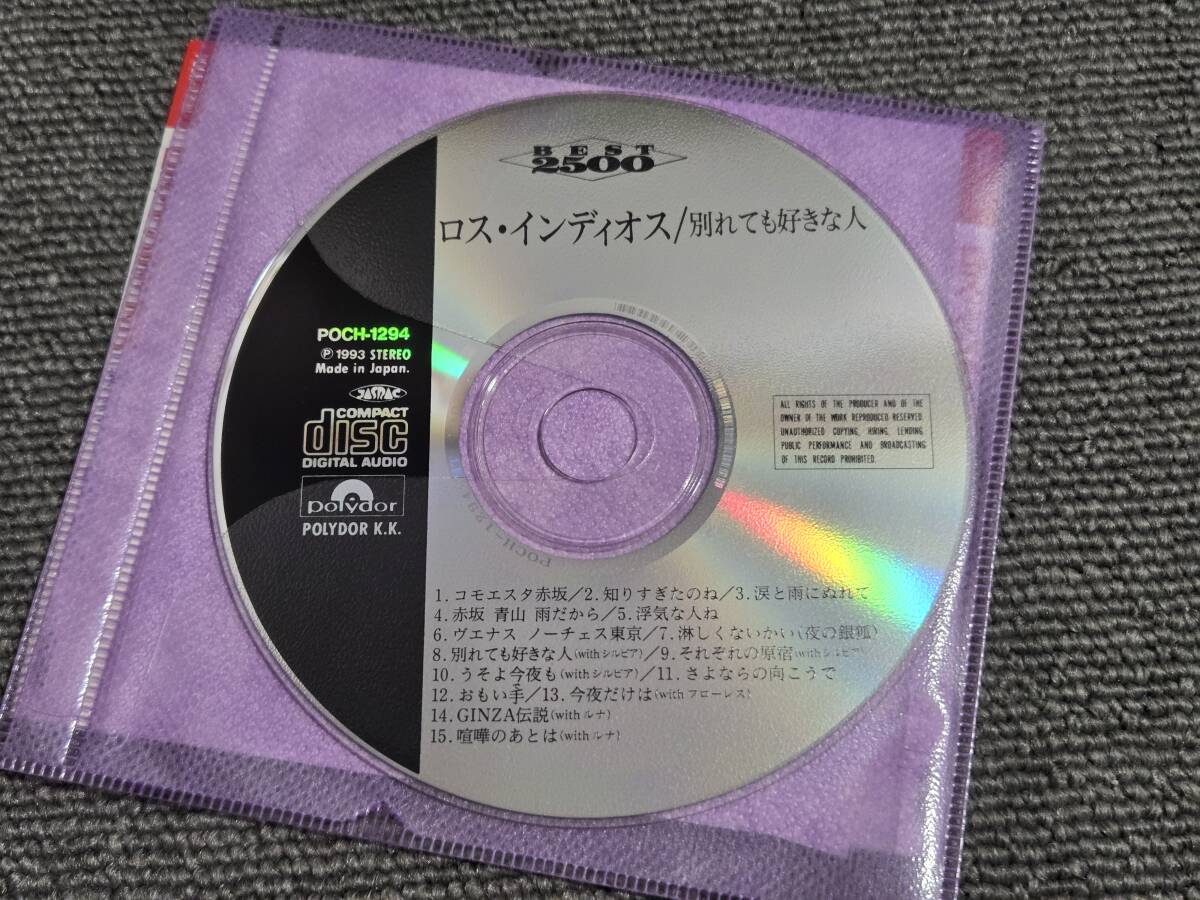 BEST
2500
ロス・インディオス/別れても好きな人
POCH-1294
Ⓟ 1993 STEREO
Made in Japan.
JASRAC
COMPACT
disc
DIGITAL AUDIO
polydor
POLYDOR K.K.
ALL RIGHTS OF THE PRODUCER AND OF THE
OWNER OF THE WORK REPRODUCED RESERVED.
UNAUTHORIZED COPYING, HIRING, LENDING,
PUBLIC PERFORMANCE AND BROADCASTING
OF THIS RECORD PROHIBITED.
1. コモエスタ赤坂/2. 知りすぎたのね/3. 涙と雨にぬれて
4. 赤坂 青山 雨だから/5. 浮気な人ね
6. ヴエナス ノーチェス東京/7. 淋しくないかい(夜の銀狐)
8. 別れても好きな人(withシルビア)/9. それぞれの原宿(withシルビア)
10. うそよ今夜も(withシルビア)/11. さよならの向こうで
12. おもい手/13. 今夜だけは(withフローレス)
14. GINZA伝説(withルナ)
15. 喧嘩のあとは(withルナ)